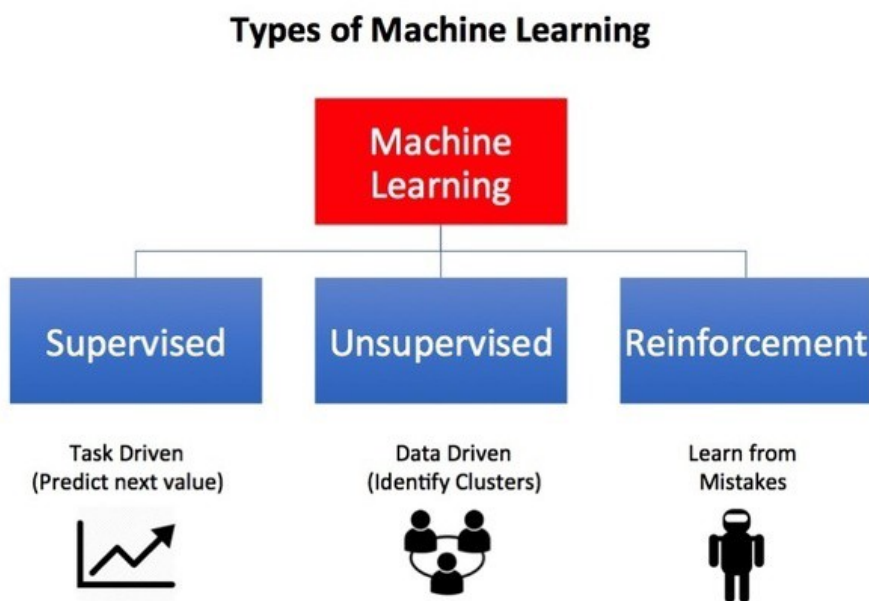 Types of Machine Learning
Machine
Learning
Supervised
Unsupervised
Reinforcement
Task Driven
(Predict next value)
Data Driven
(Identify Clusters)
Learn from
Mistakes